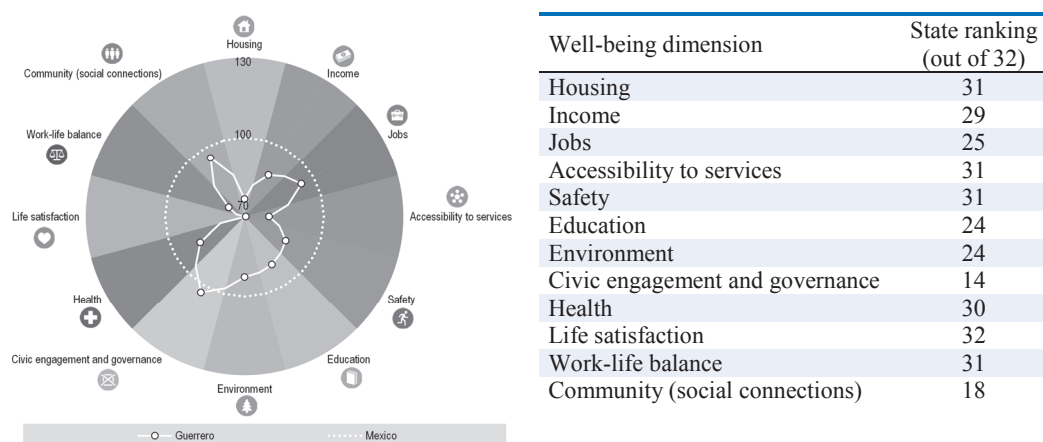 Housing
130
Community (social connections)
Income
Work-life balance
100
Jobs
70
Life satisfaction
Accessibility to services
Health
Safety
Civic engagement and governance
Education
Environment
Guerrero
Mexico
Well-being dimension
State ranking
(out of 32)
Housing 31
Income 29
Jobs 25
Accessibility to services 31
Safety 31
Education 24
Environment 24
Civic engagement and governance 14
Health 30
Life satisfaction 32
Work-life balance 31
Community (social connections) 18